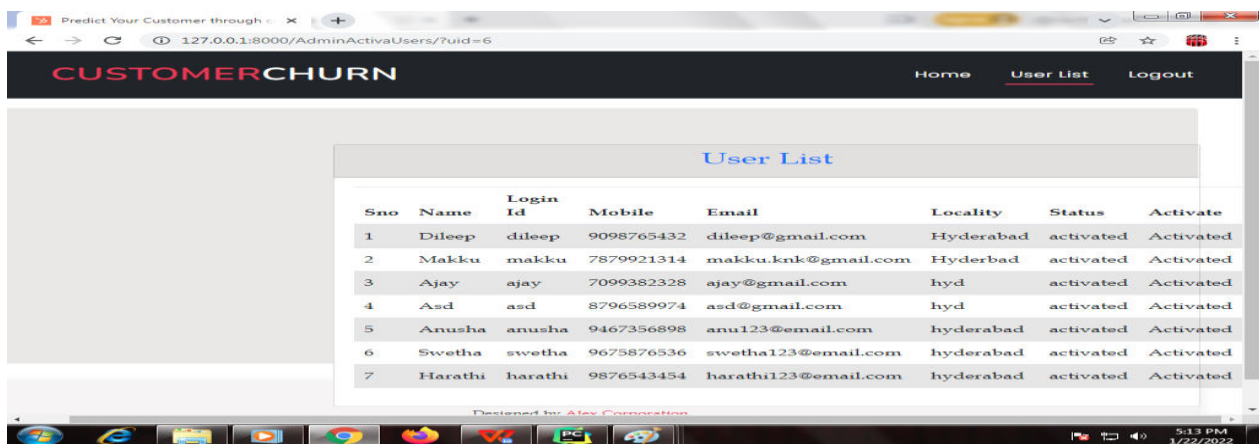 Predict Your Customer through c
127.0.0.1:8000/AdminActivaUsers/?uid=6
CUSTOMERCHURN Home User List Logout
User List
Sno Name Login Id Mobile Email Locality Status Activate
1 Dileep dileep 9098765432 dileep@gmail.com Hyderabad activated Activated
2 Makku makku 7879921314 makku.knk@gmail.com Hyderbad activated Activated
3 Ajay ajay 7099382328 ajay@gmail.com hyd activated Activated
4 Asd asd 8796589974 asd@gmail.com hyd activated Activated
5 Anusha anusha 9467356898 anu123@email.com hyderabad activated Activated
6 Swetha swetha 9675876536 swetha123@email.com hyderabad activated Activated
7 Harathi harathi 9876543454 harathi123@email.com hyderabad activated Activated
Designed by Alex Corporation
PC
5:13 PM
1/22/2022